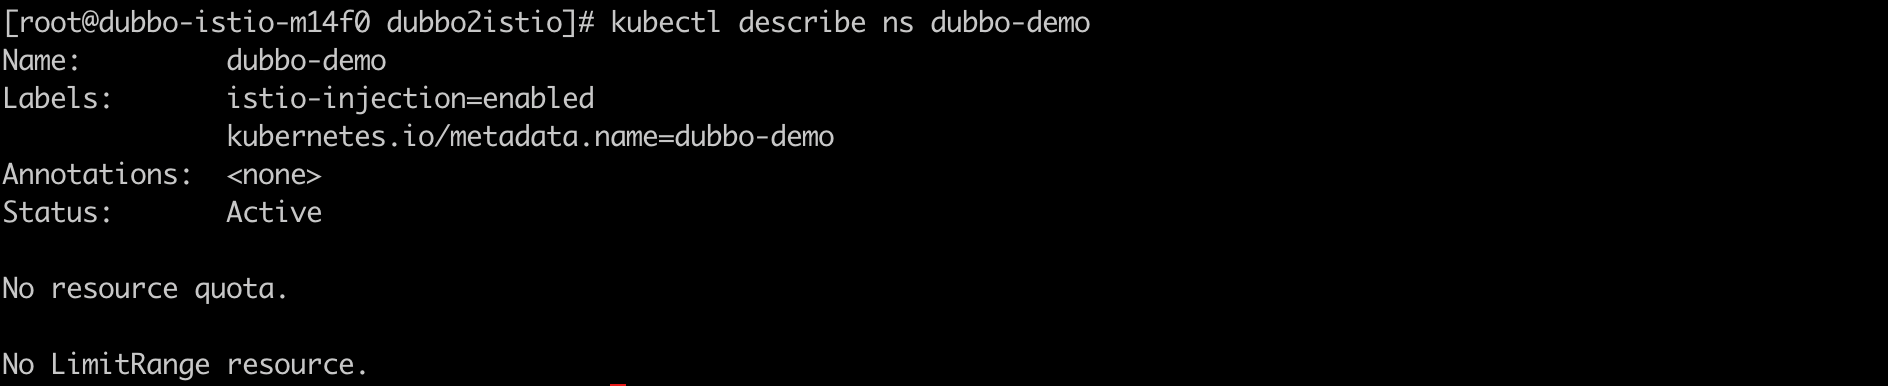 [root@dubbo-istio-m14f0 dubbo2istio]# kubectl describe ns dubbo-demo
Name:         dubbo-demo
Labels:       istio-injection=enabled
              kubernetes.io/metadata.name=dubbo-demo
Annotations:  <none>
Status:       Active

No resource quota.

No LimitRange resource.